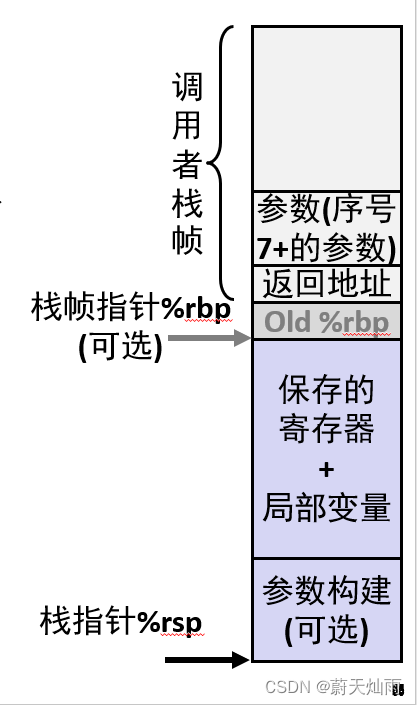 调
用
者
栈
帧
参数(序号
7+的参数)
返回地址
栈帧指针%rbp
(可选)
Old %rbp
保存的
寄存器
+
局部变量
参数构建
(可选)
栈指针%rsp
CSDN @蔚天灿雨